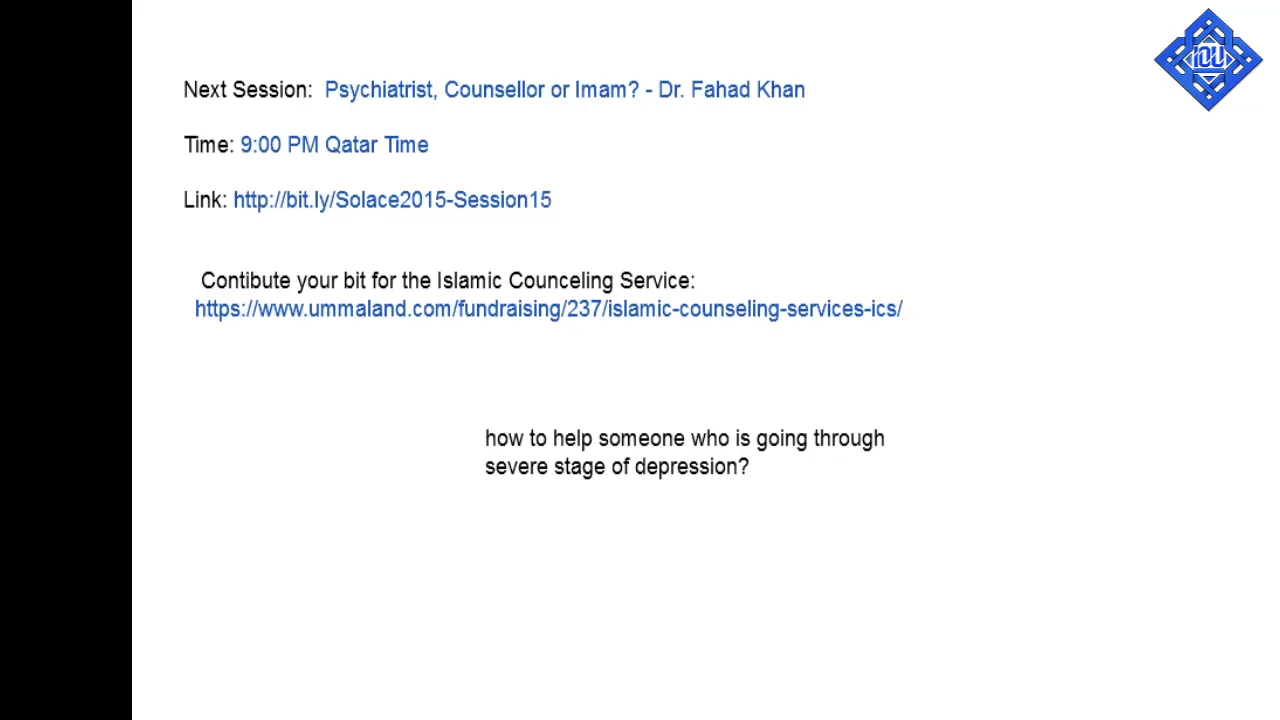 Next Session: Psychiatrist, Counsellor or Imam? - Dr. Fahad Khan
Time: 9:00 PM Qatar Time
Link: http://bit.ly/Solace2015-Session15
Contibute your bit for the Islamic Counceling Service:
https://www.ummaland.com/fundraising/237/islamic-counseling-services-ics/
how to help someone who is going through
severe stage of depression?